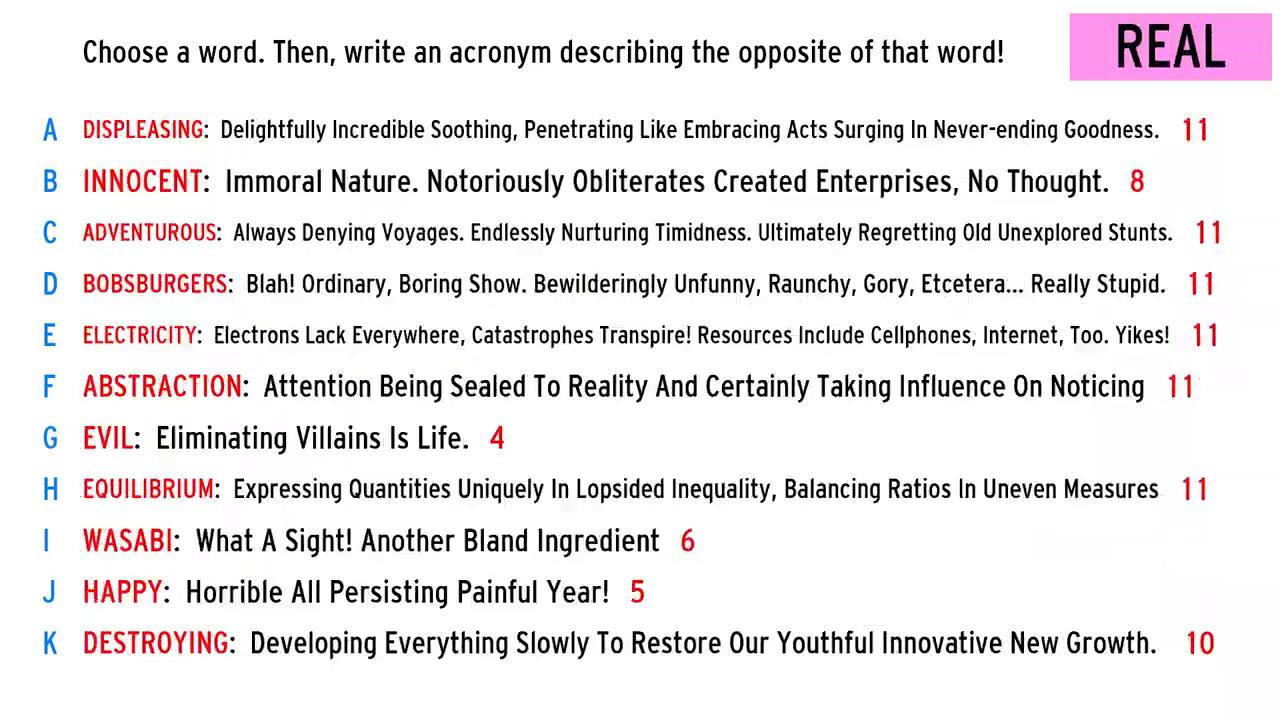 Choose a word. Then, write an acronym describing the opposite of that word!
REAL
A DISPLEASING: Delightfully Incredible Soothing, Penetrating Like Embracing Acts Surging In Never-ending Goodness. 11
B INNOCENT: Immoral Nature. Notoriously Obliterates Created Enterprises, No Thought. 8
C ADVENTUROUS: Always Denying Voyages. Endlessly Nurturing Timidness. Ultimately Regretting Old Unexplored Stunts. 11
D BOBSBURGERS: Blah! Ordinary, Boring Show. Bewilderingly Unfunny, Raunchy, Gory, Etcetera... Really Stupid. 11
E ELECTRICITY: Electrons Lack Everywhere, Catastrophes Transpire! Resources Include Cellphones, Internet, Too. Yikes! 11
F ABSTRACTION: Attention Being Sealed To Reality And Certainly Taking Influence On Noticing 11
G EVIL: Eliminating Villains Is Life. 4
H EQUILIBRIUM: Expressing Quantities Uniquely In Lopsided Inequality, Balancing Ratios In Uneven Measures 11
I WASABI: What A Sight! Another Bland Ingredient 6
J HAPPY: Horrible All Persisting Painful Year! 5
K DESTROYING: Developing Everything Slowly To Restore Our Youthful Innovative New Growth. 10